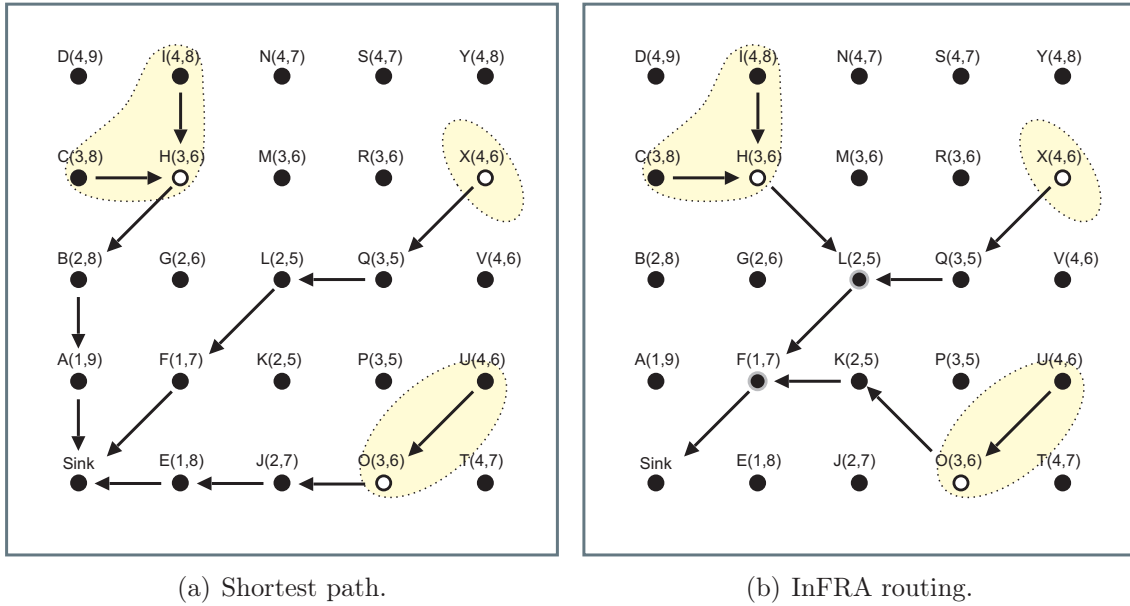 D(4,9) I(4,8) N(4,7) S(4,7) Y(4,8)
C(3,8) H(3,6) M(3,6) R(3,6) X(4,6)
B(2,8) G(2,6) L(2,5) Q(3,5) V(4,6)
A(1,9) F(1,7) K(2,5) P(3,5) U(4,6)
Sink E(1,8) J(2,7) O(3,6) T(4,7)
(a) Shortest path.
D(4,9) I(4,8) N(4,7) S(4,7) Y(4,8)
C(3,8) H(3,6) M(3,6) R(3,6) X(4,6)
B(2,8) G(2,6) L(2,5) Q(3,5) V(4,6)
A(1,9) F(1,7) K(2,5) P(3,5) U(4,6)
Sink E(1,8) J(2,7) O(3,6) T(4,7)
(b) InFRA routing.